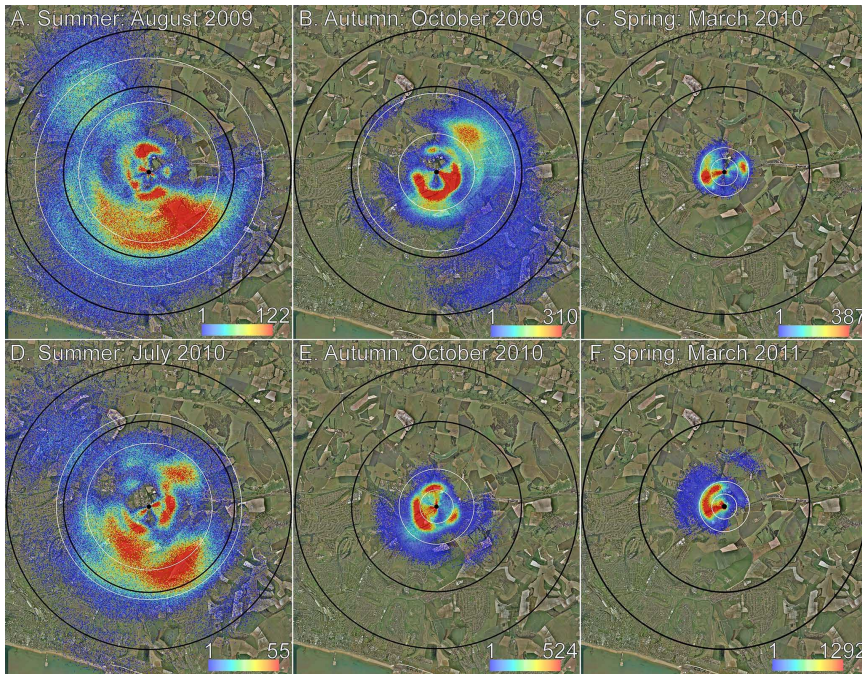 A. Summer: August 2009
B. Autumn: October 2009
C. Spring: March 2010
1 122
1 310
1 387
D. Summer: July 2010
E. Autumn: October 2010
F. Spring: March 2011
1 55
1 524
1 1292